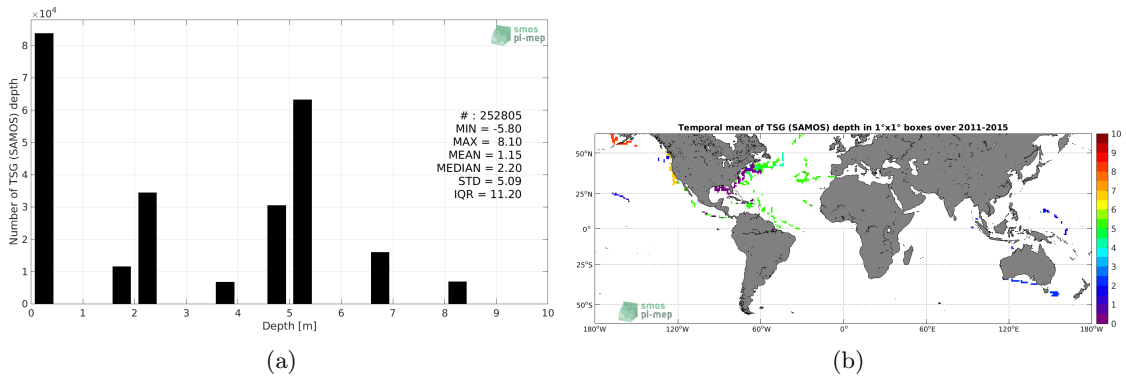 ×10⁴
8
7
6
5
4
3
2
1
0
Number of TSG (SAMOS) depth
smos
pi-mep
# : 252805
MIN = -5.80
MAX = 8.10
MEAN = 1.15
MEDIAN = 2.20
STD = 5.09
IQR = 11.20
0 1 2 3 4 5 6 7 8 9 10
Depth [m]
(a)
Temporal mean of TSG (SAMOS) depth in 1°x1° boxes over 2011-2015
50°N
25°N
0°
25°S
50°S
smos
pi-mep
180°W 120°W 60°W 0° 60°E 120°E 180°W
10
9
8
7
6
5
4
3
2
1
0
(b)